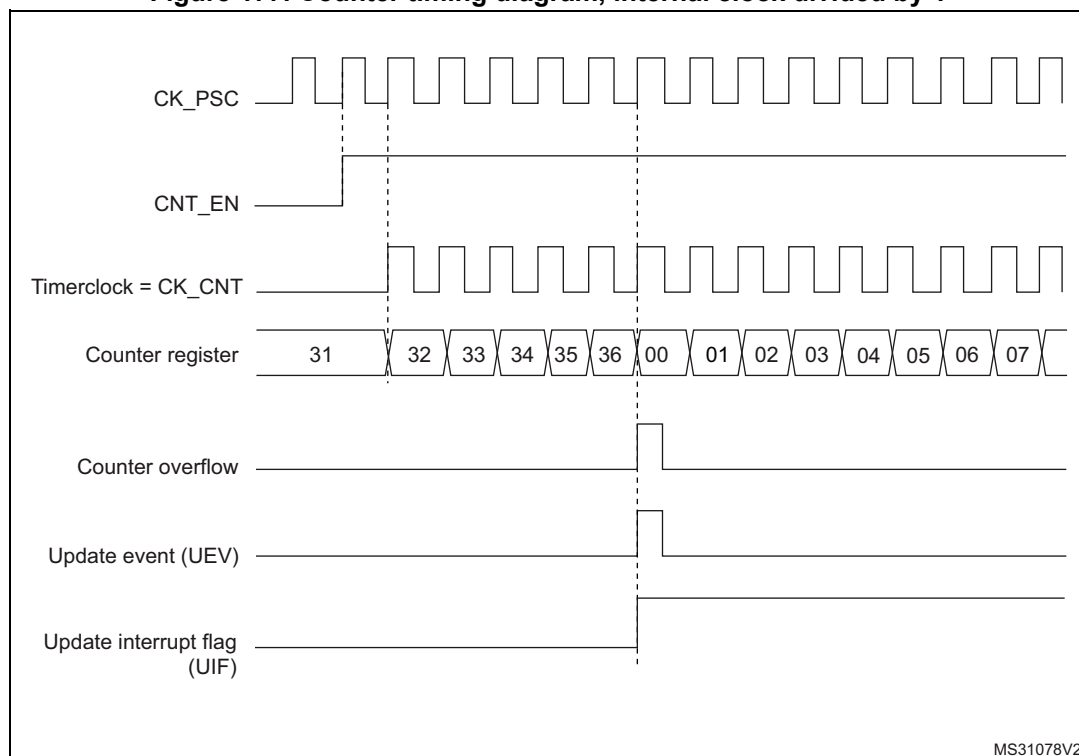 CK_PSC
CNT_EN
Timerclock = CK_CNT
Counter register 31 32 33 34 35 36 00 01 02 03 04 05 06 07
Counter overflow
Update event (UEV)
Update interrupt flag
(UIF)
MS31078V2